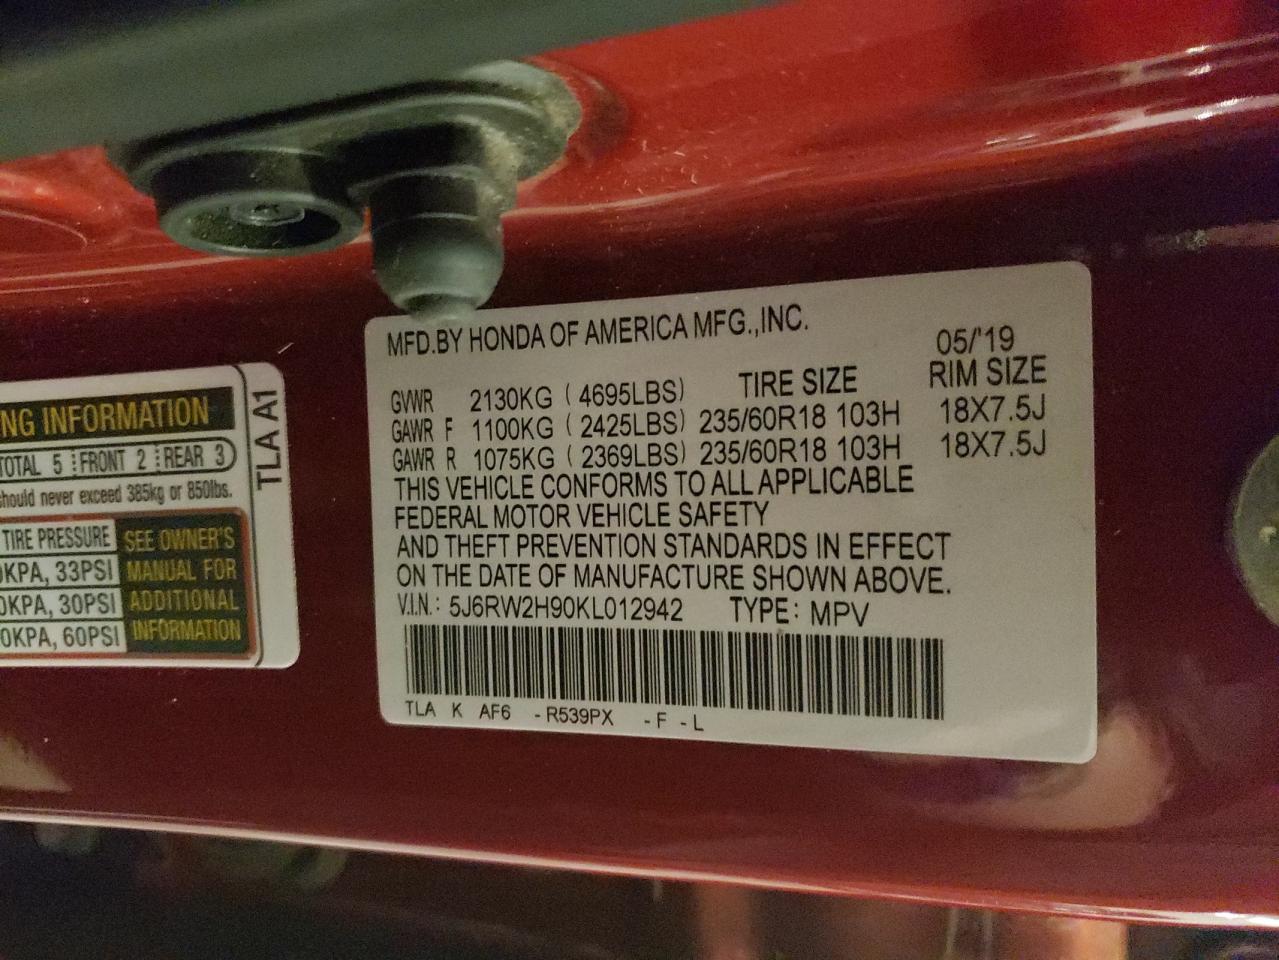 MFD.BY HONDA OF AMERICA MFG.,INC.
05/'19
GVWR 2130KG (4695LBS) TIRE SIZE RIM SIZE
GAWR F 1100KG (2425LBS) 235/60R18 103H 18X7.5J
GAWR R 1075KG (2369LBS) 235/60R18 103H 18X7.5J
THIS VEHICLE CONFORMS TO ALL APPLICABLE
FEDERAL MOTOR VEHICLE SAFETY
AND THEFT PREVENTION STANDARDS IN EFFECT
ON THE DATE OF MANUFACTURE SHOWN ABOVE.
V.I.N.: 5J6RW2H90KL012942 TYPE: MPV
TLA K AF6 -R539PX -F -L
INFORMATION
TOTAL 5 FRONT 2 REAR 3
should never exceed 385kg or 850lbs.
TIRE PRESSURE
KPA, 33PSI
KPA, 30PSI
KPA, 60PSI
SEE OWNER'S
MANUAL FOR
ADDITIONAL
INFORMATION
TLA A1